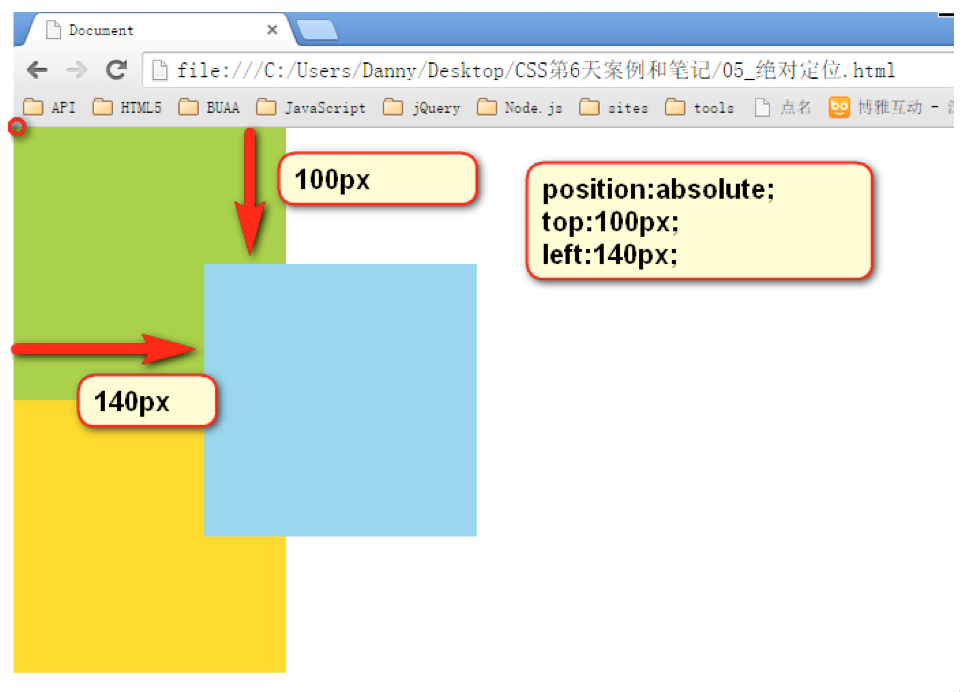 Document
file:///C:/Users/Danny/Desktop/CSS第6天案例和笔记/05_绝对定位.html
API HTML5 BUAA JavaScript jQuery Node.js sites tools 点名 博雅互动 -
100px
position:absolute;
top:100px;
left:140px;
140px